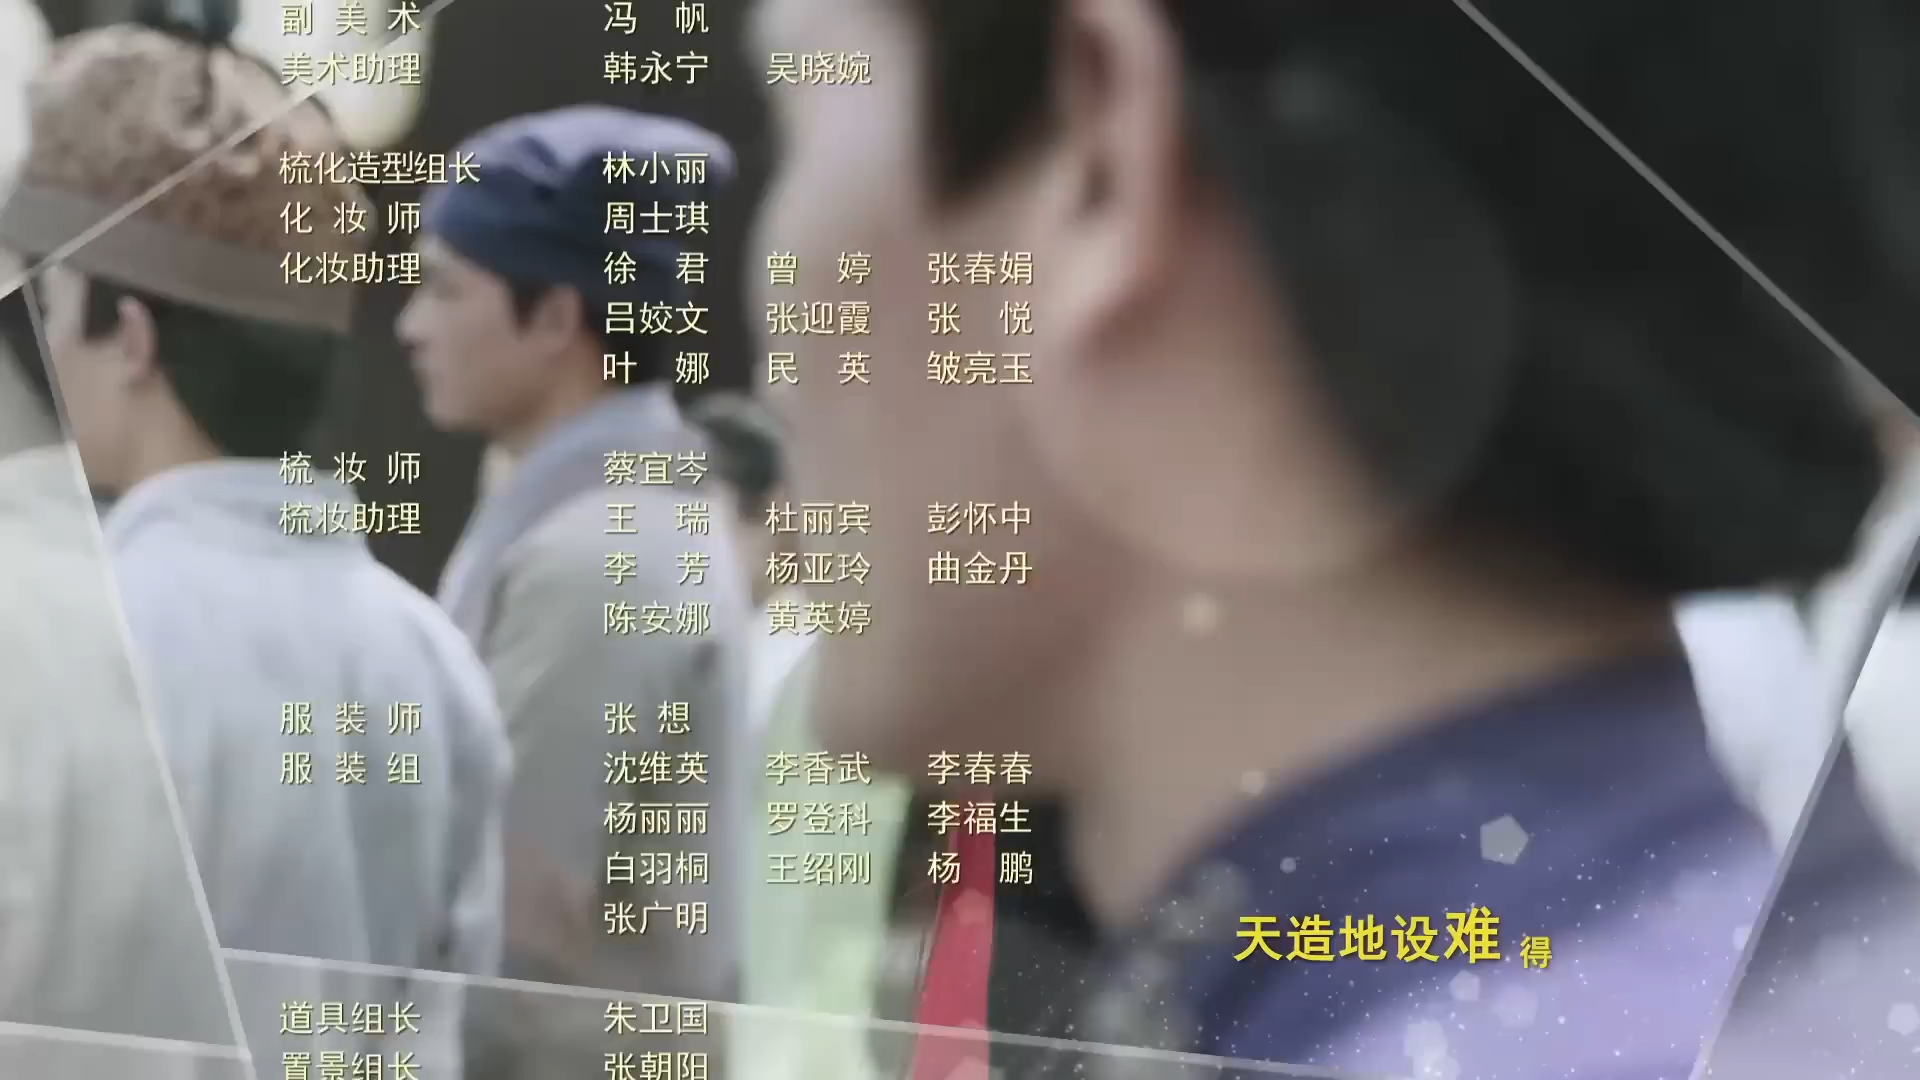 副美术 冯帆
美术助理 韩永宁 吴晓婉
梳化造型组长 林小丽
化妆师 周士琪
化妆助理 徐君 曾婷 张春娟
吕姣文 张迎霞 张悦
叶娜 民英 皱亮玉
梳妆师 蔡宜岑
梳妆助理 王瑞 杜丽宾 彭怀中
李芳 杨亚玲 曲金丹
陈安娜 黄英婷
服装师 张想
服装组 沈维英 李香武 李春春
杨丽丽 罗登科 李福生
白羽桐 王绍刚 杨鹏
张广明
天造地设难得
道具组长 朱卫国
置景组长 张朝阳